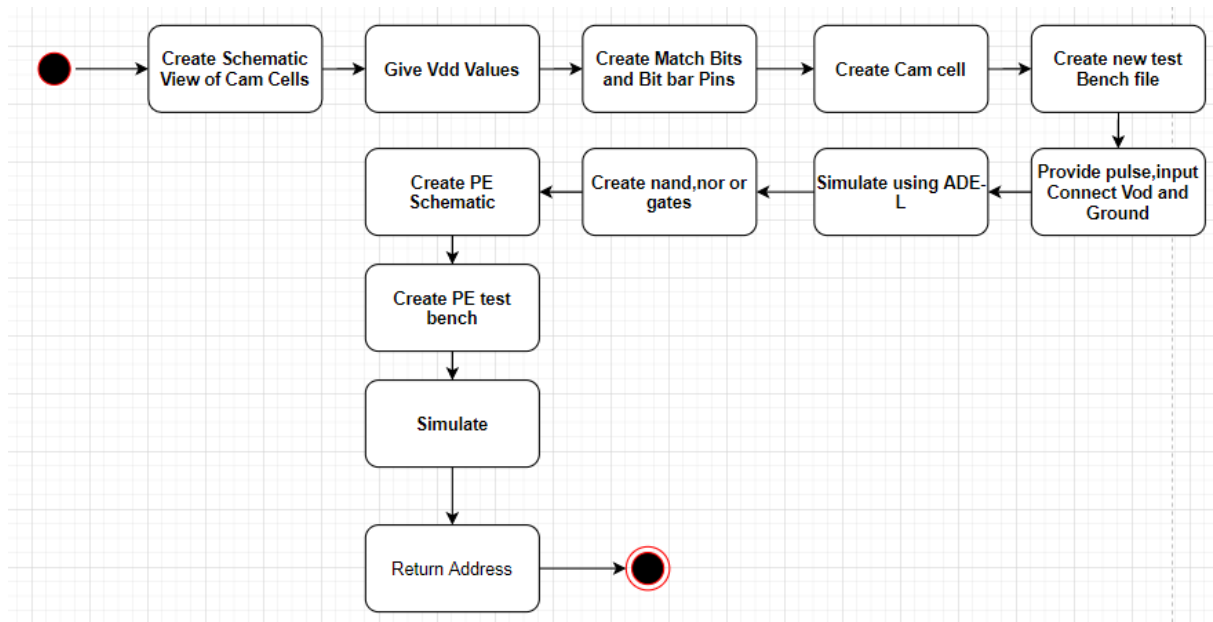 Create Schematic
View of Cam Cells
Give Vdd Values
Create Match Bits
and Bit bar Pins
Create Cam cell
Create new test
Bench file
Provide pulse,input
Connect Vod and
Ground
Simulate using ADE-
L
Create nand,nor or
gates
Create PE
Schematic
Create PE test
bench
Simulate
Return Address